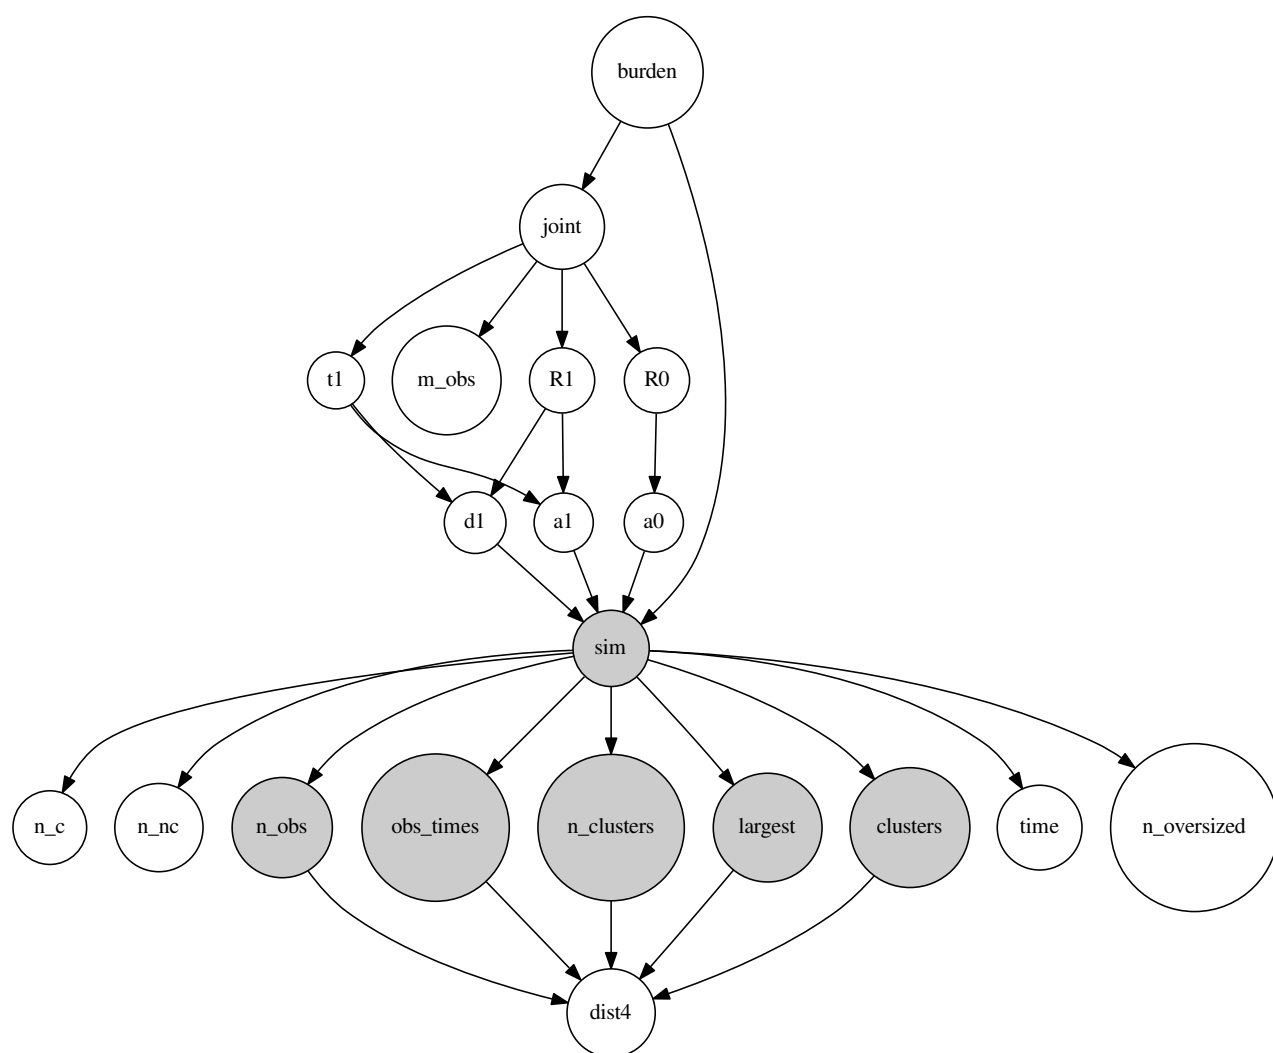 burden
joint
t1
m_obs
R1
R0
d1
a1
a0
sim
n_c
n_nc
n_obs
obs_times
n_clusters
largest
clusters
time
n_oversized
dist4